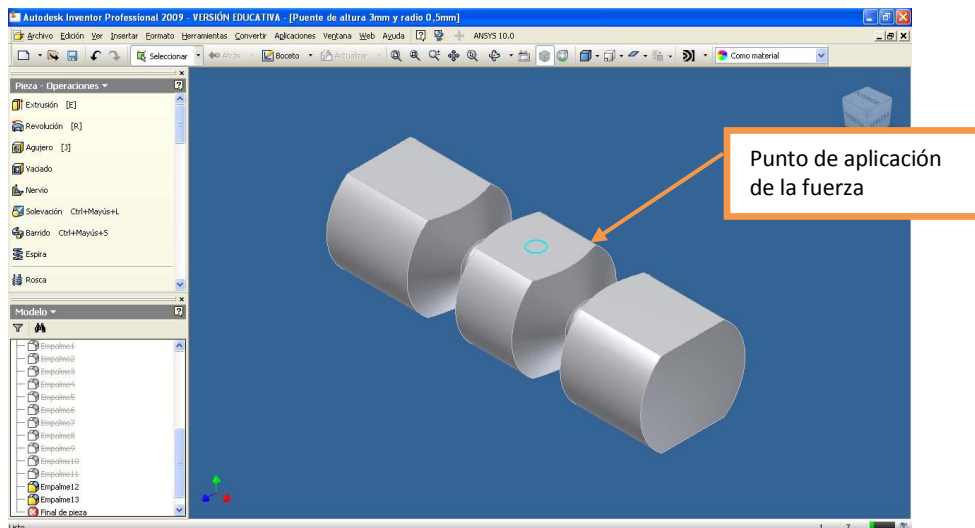 Autodesk Inventor Professional 2009 - VERSIÓN EDUCATIVA - [Puente de altura 3mm y radio 0,5mm]
Archivo Edición Ver Insertar Formato Herramientas Convertir Aplicaciones Ventana Web Ayuda ANSYS 10.0
Seleccionar Atrás Boceto Actualizar Como material
Pieza - Operaciones
Extrusión [E]
Revolución [R]
Agujero [J]
Vaciado
Nervio
Solevación Ctrl+Mayús+L
Barrido Ctrl+Mayús+S
Espira
Rosca
Punto de aplicación
de la fuerza
Modelo
Empalme1
Empalme2
Empalme3
Empalme4
Empalme5
Empalme6
Empalme7
Empalme8
Empalme9
Empalme10
Empalme11
Empalme12
Empalme13
Final de pieza
Listo
1 7